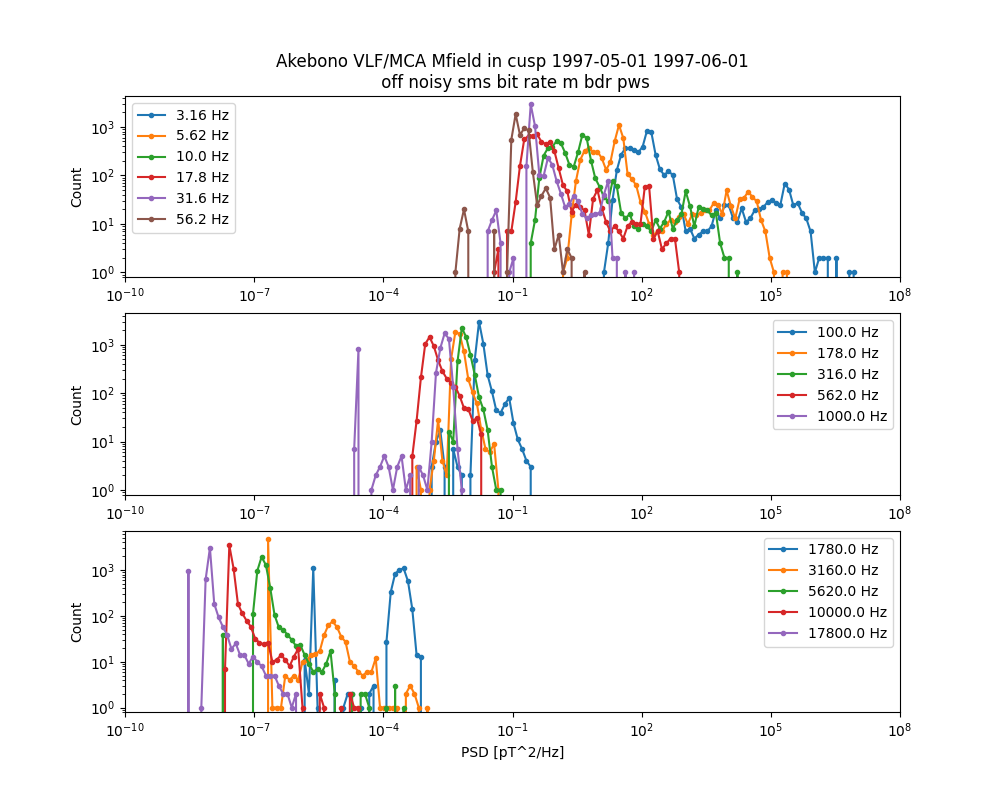 Akebono VLF/MCA Mfield in cusp 1997-05-01 1997-06-01
off noisy sms bit rate m bdr pws
Count
10^3
10^2
10^1
10^0
3.16 Hz
5.62 Hz
10.0 Hz
17.8 Hz
31.6 Hz
56.2 Hz
10^−10 10^−7 10^−4 10^−1 10^2 10^5 10^8
Count
10^3
10^2
10^1
10^0
100.0 Hz
178.0 Hz
316.0 Hz
562.0 Hz
1000.0 Hz
10^−10 10^−7 10^−4 10^−1 10^2 10^5 10^8
Count
10^3
10^2
10^1
10^0
1780.0 Hz
3160.0 Hz
5620.0 Hz
10000.0 Hz
17800.0 Hz
10^−10 10^−7 10^−4 10^−1 10^2 10^5 10^8
PSD [pT^2/Hz]